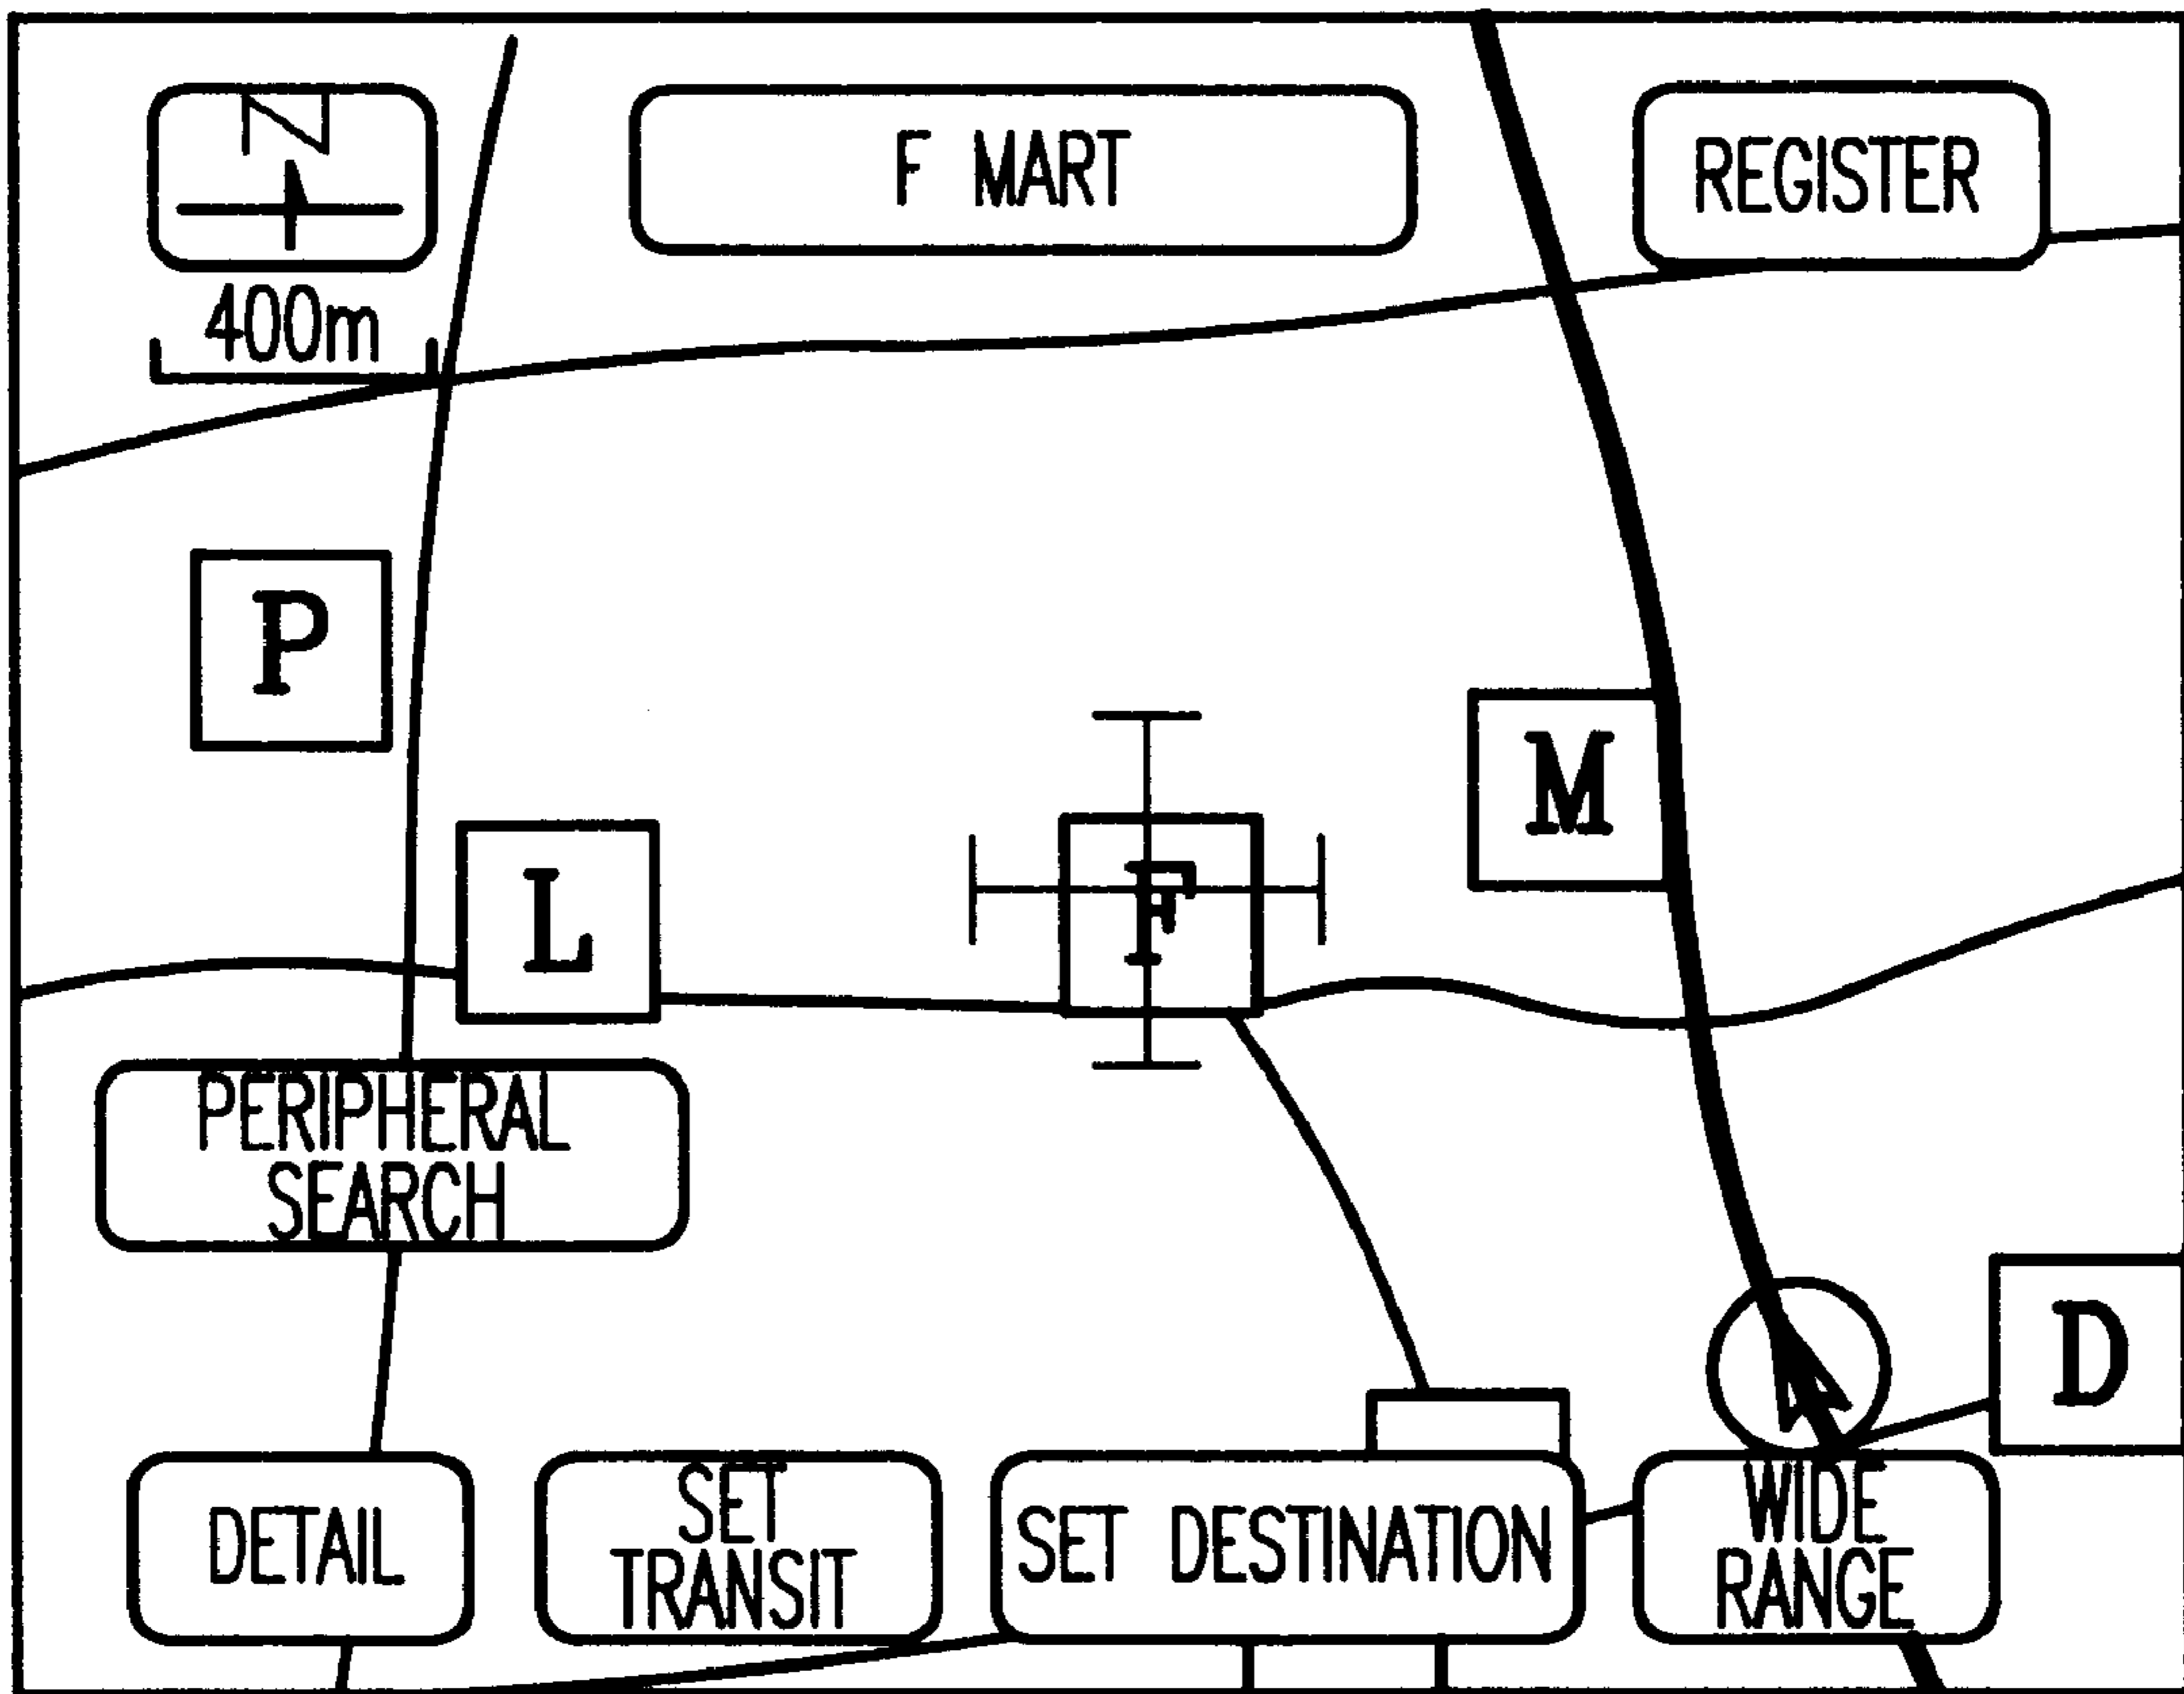 N
F MART
REGISTER
400m
P
M
L
F
PERIPHERAL
SEARCH
D
DETAIL
SET
TRANSIT
SET DESTINATION
WIDE
RANGE